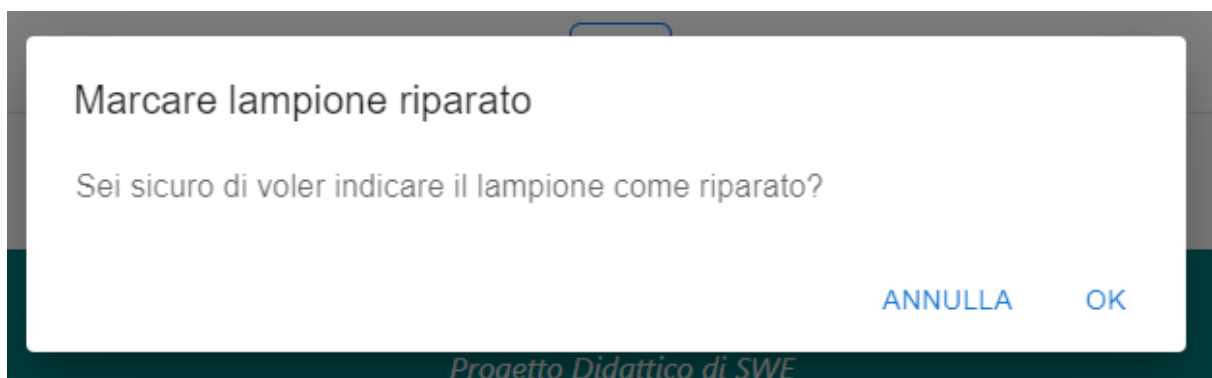 Marcare lampione riparato
Sei sicuro di voler indicare il lampione come riparato?
ANNULLA OK
Progetto Didattico di SWE